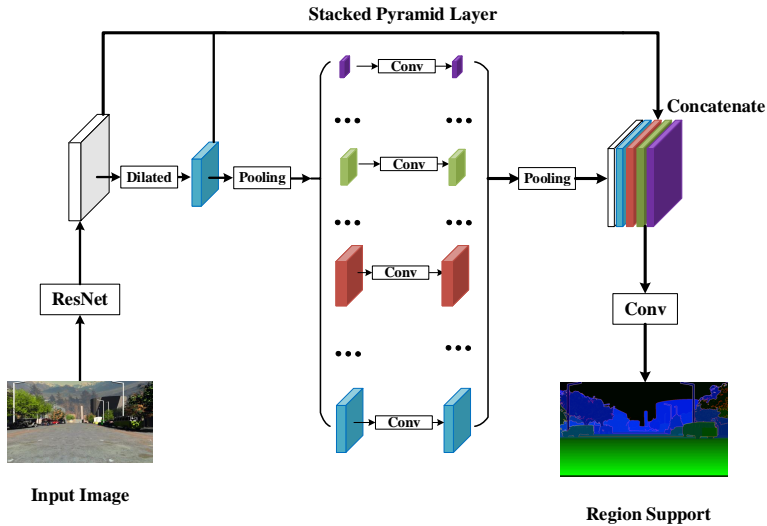 Stacked Pyramid Layer
Conv
Concatenate
Conv
Dilated
Pooling
Pooling
Conv
ResNet
Conv
Conv
Input Image
Region Support